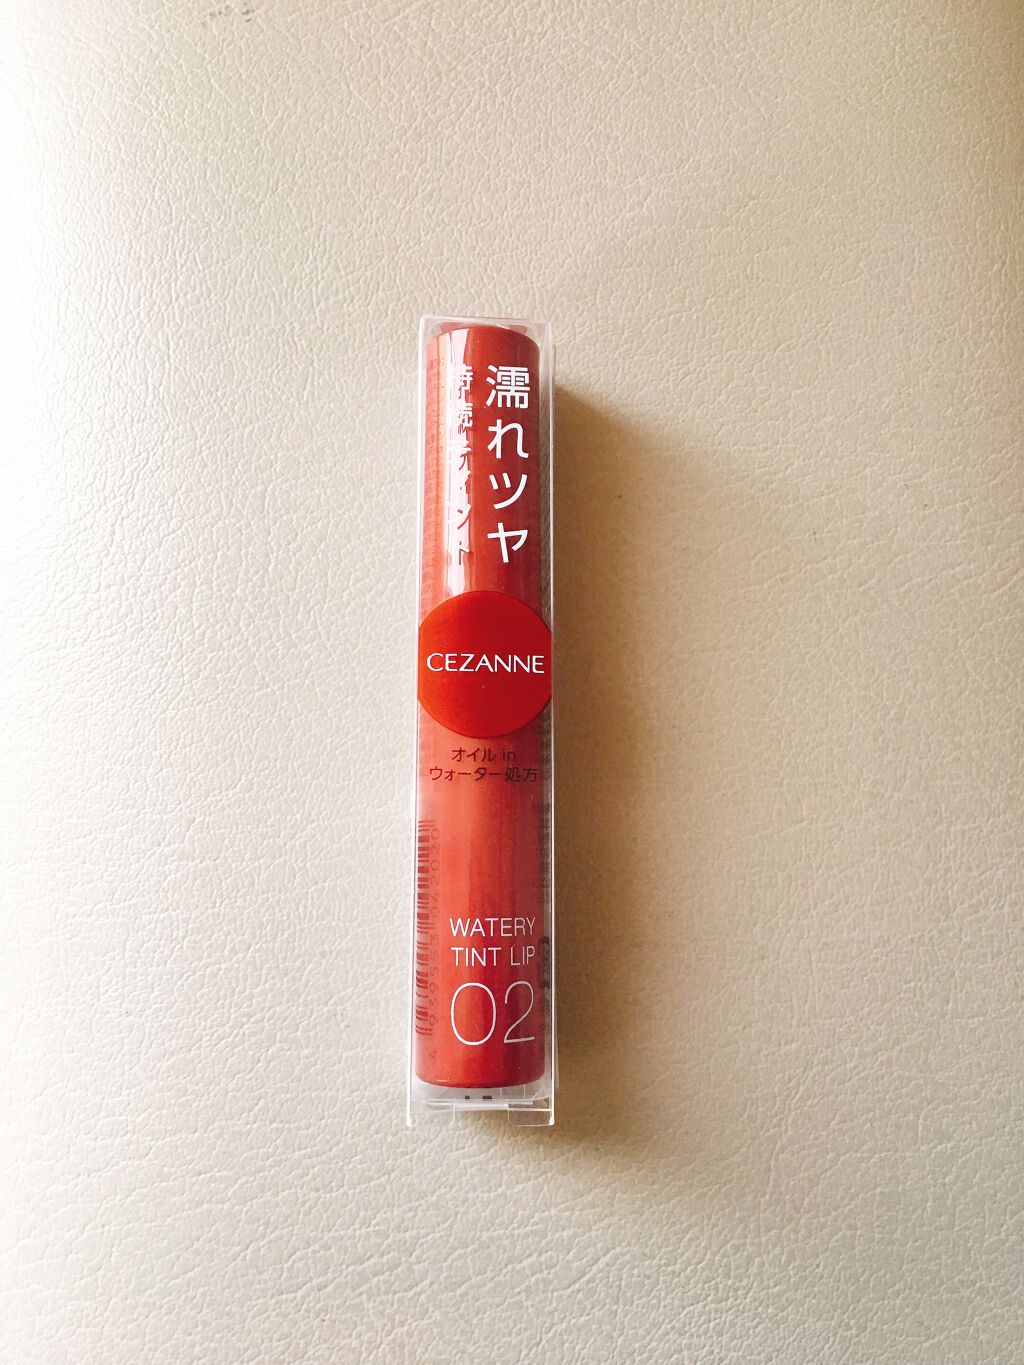 濡れツヤ
持続ティント
CEZANNE
オイル in
ウォーター処方
WATERY
TINT LIP
02